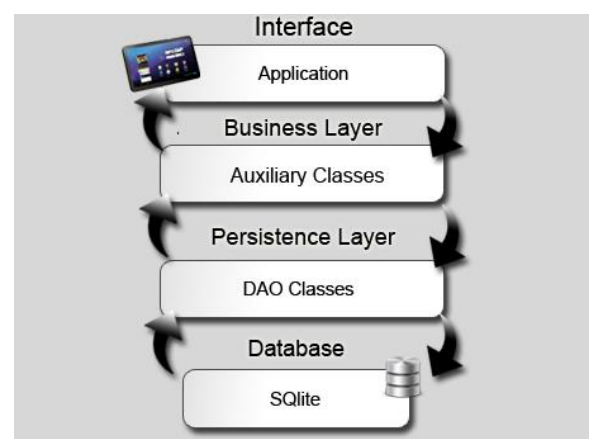 Interface
Application
Business Layer
Auxiliary Classes
Persistence Layer
DAO Classes
Database
SQlite